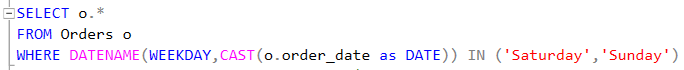 SELECT o.*
FROM Orders o
WHERE DATENAME(WEEKDAY,CAST(o.order_date as DATE)) IN ('Saturday','Sunday')